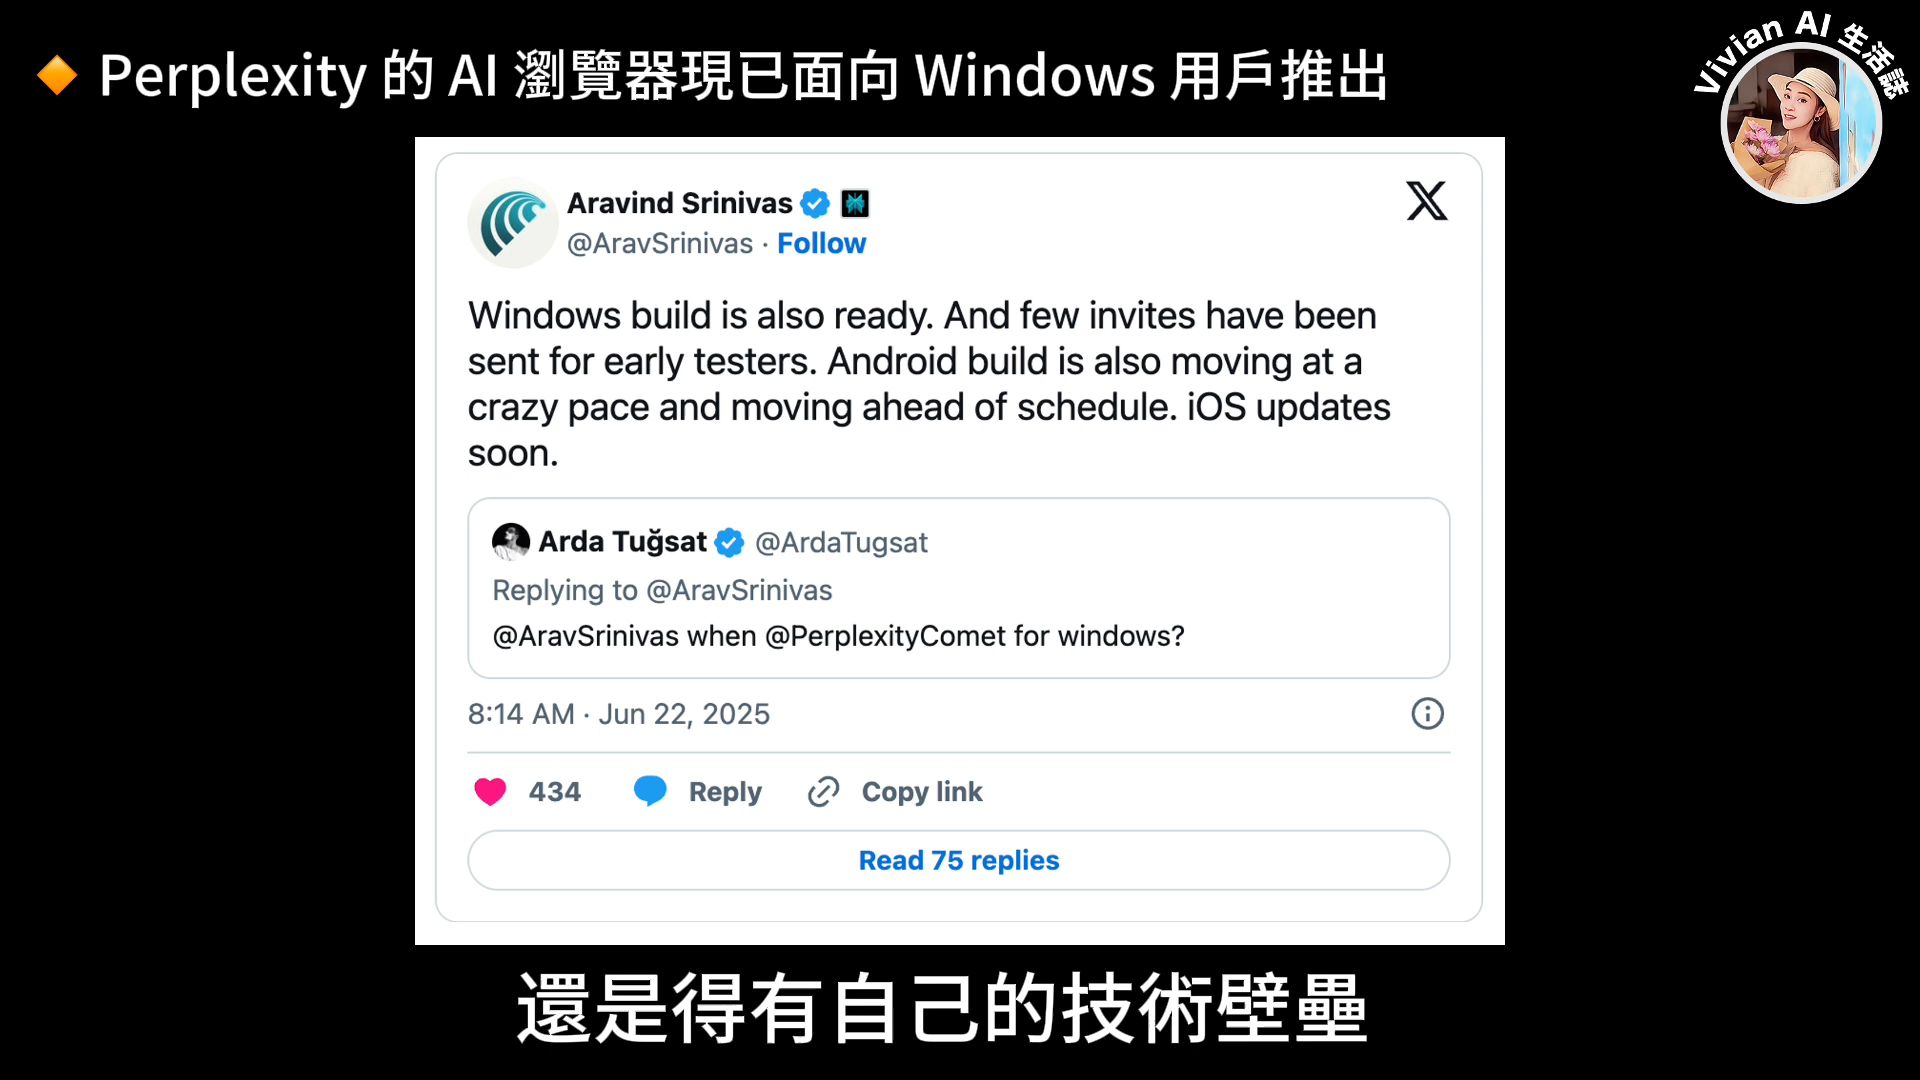 Perplexity 的 AI 瀏覽器現已面向 Windows 用戶推出
Vivian AI 生活誌
Aravind Srinivas
@AravSrinivas · Follow
Windows build is also ready. And few invites have been
sent for early testers. Android build is also moving at a
crazy pace and moving ahead of schedule. iOS updates
soon.
Arda Tuğsat @ArdaTugsat
Replying to @AravSrinivas
@AravSrinivas when @PerplexityComet for windows?
8:14 AM · Jun 22, 2025
434 Reply Copy link
Read 75 replies
還是得有自己的技術壁壘